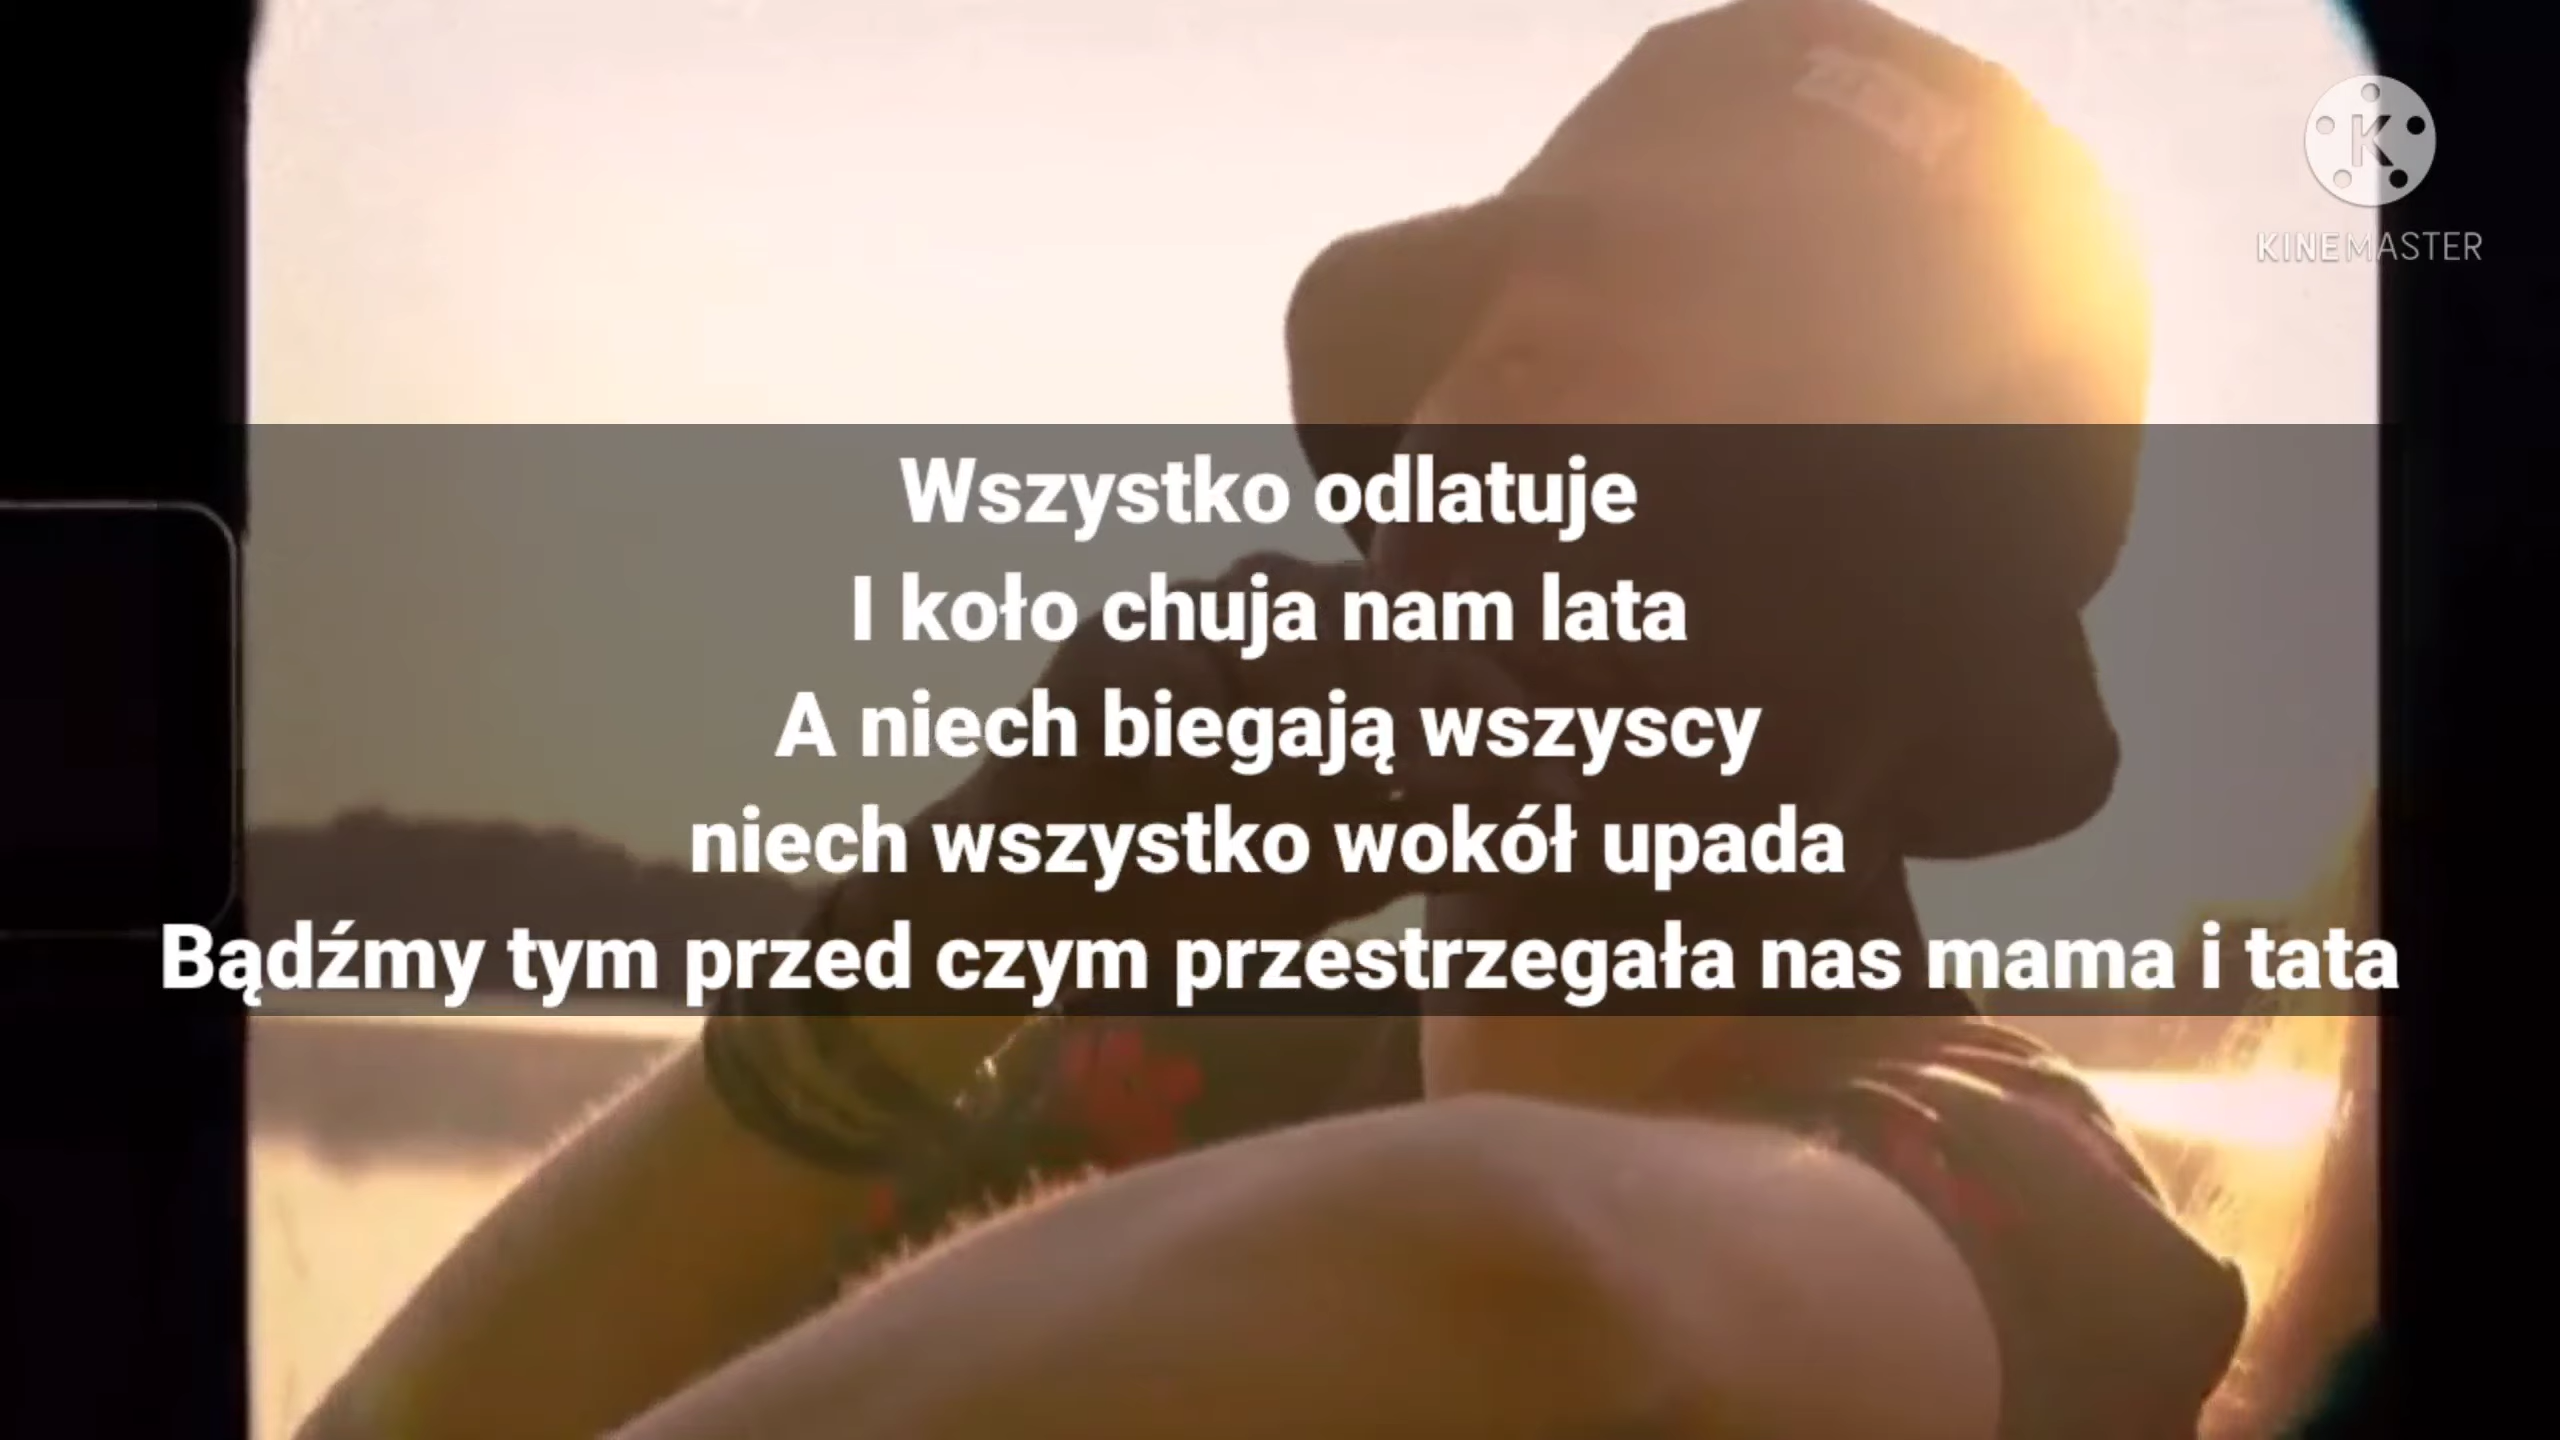 K
KINEMASTER
Wszystko odlatuje
I koło chuja nam lata
A niech biegają wszyscy
niech wszystko wokół upada
Bądźmy tym przed czym przestrzegała nas mama i tata